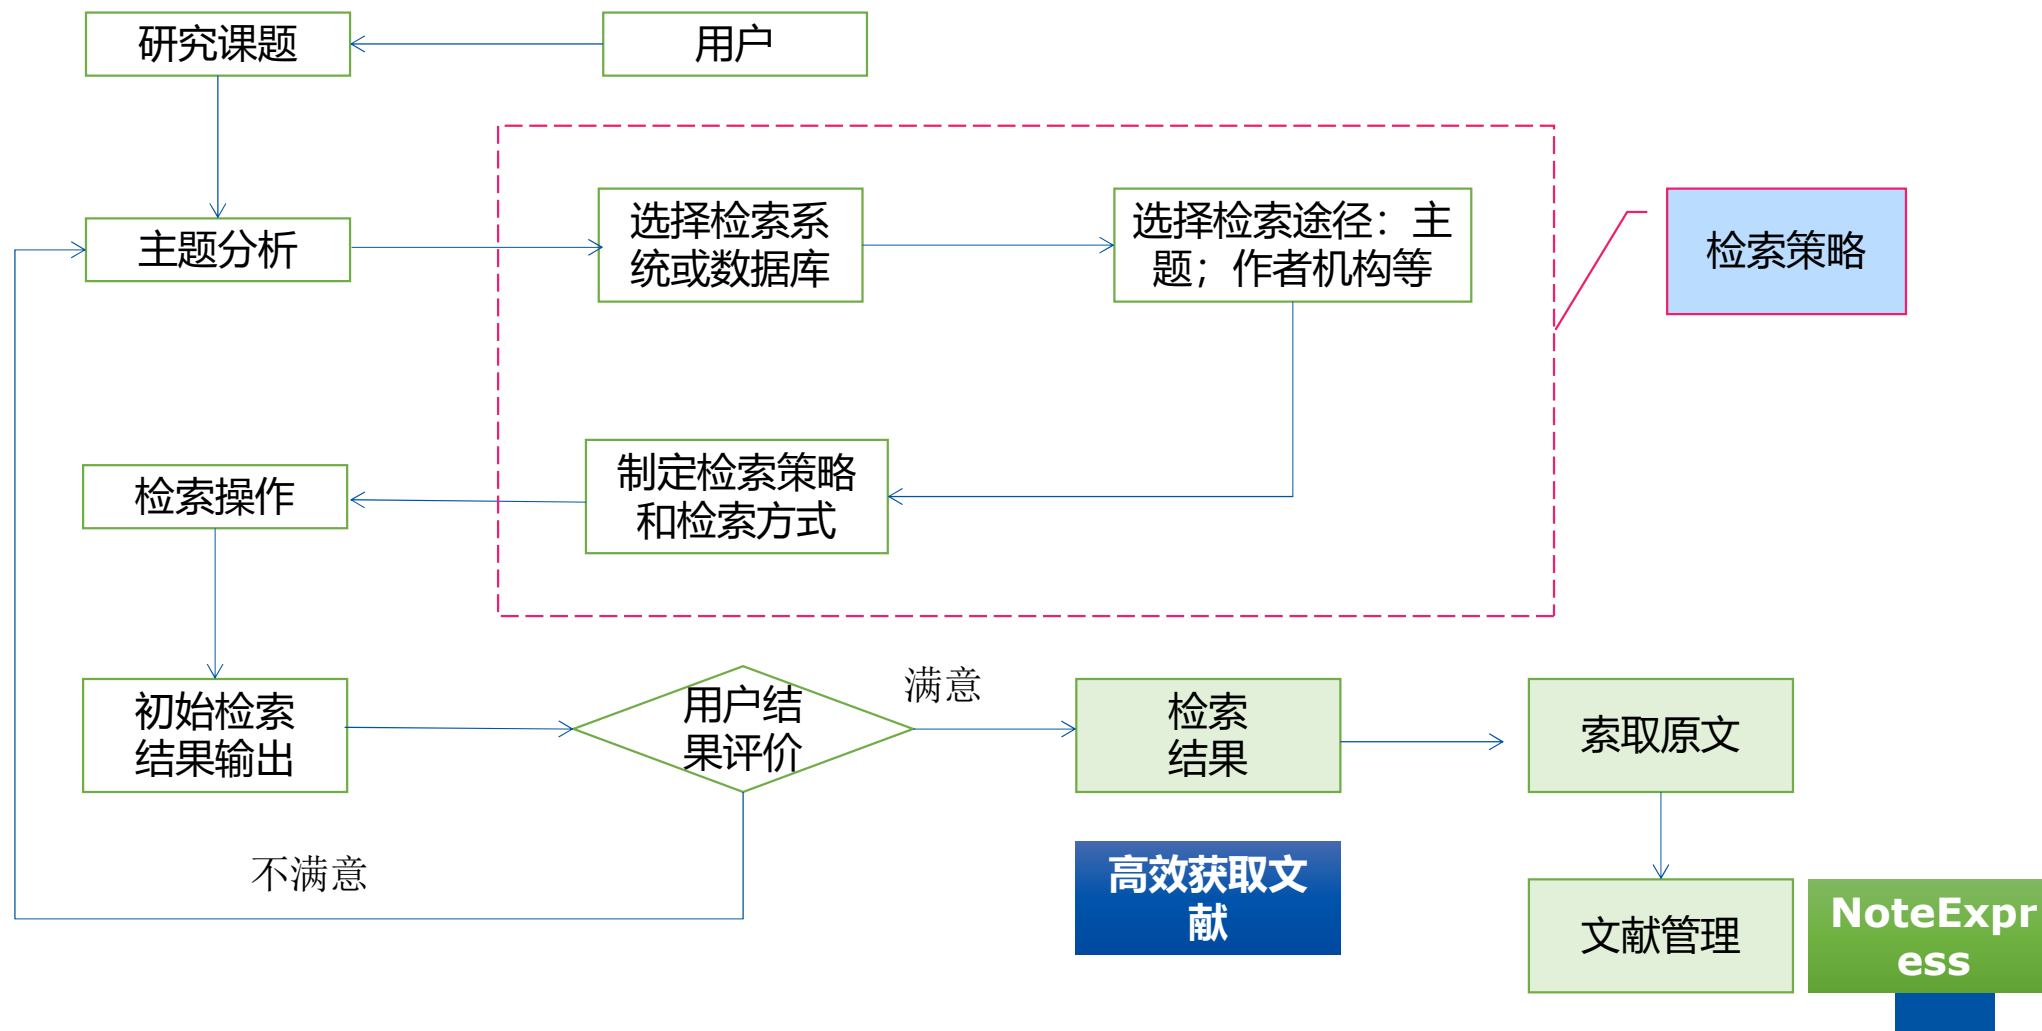 研究课题
用户
主题分析
选择检索系
统或数据库
选择检索途径：主
题；作者机构等
检索策略
检索操作
制定检索策略
和检索方式
初始检索
结果输出
用户结
果评价
满意
检索
结果
索取原文
不满意
高效获取文
献
文献管理
NoteExpr
ess